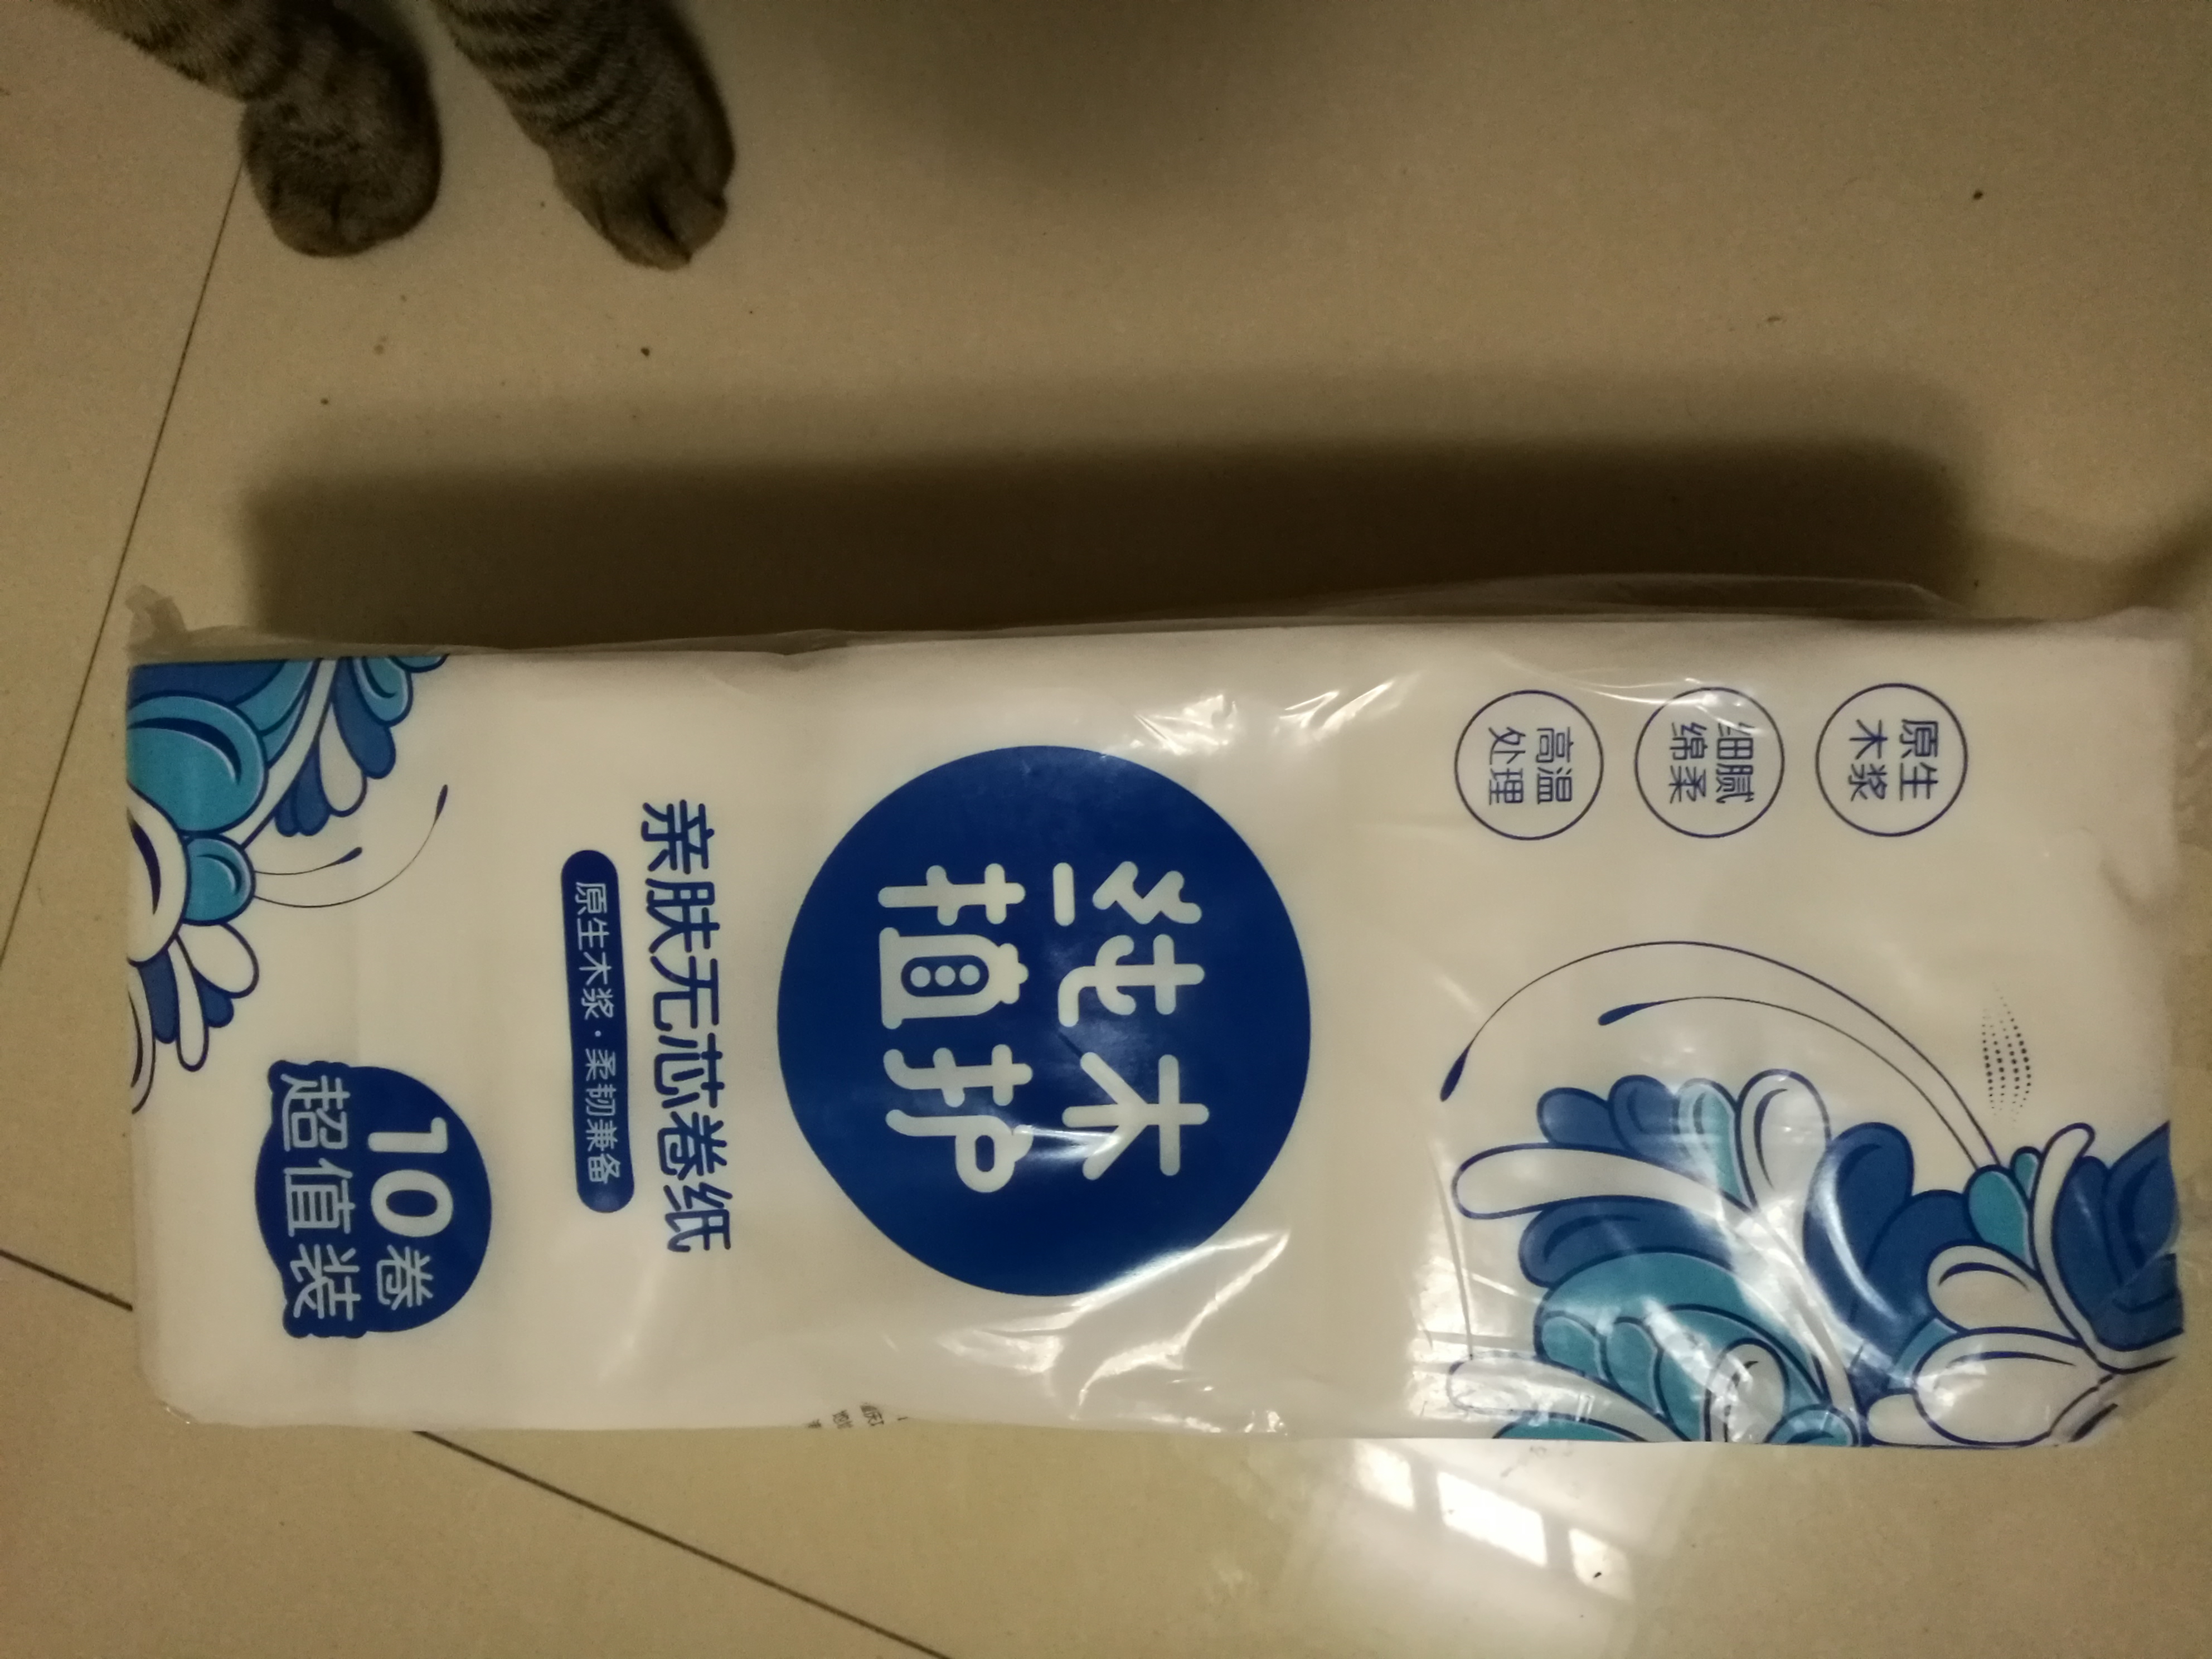 原生
木浆
细腻
绵柔
高温
处理
纯木
植护
亲肤无芯卷纸
原生木浆·柔韧兼备
10卷
超值装